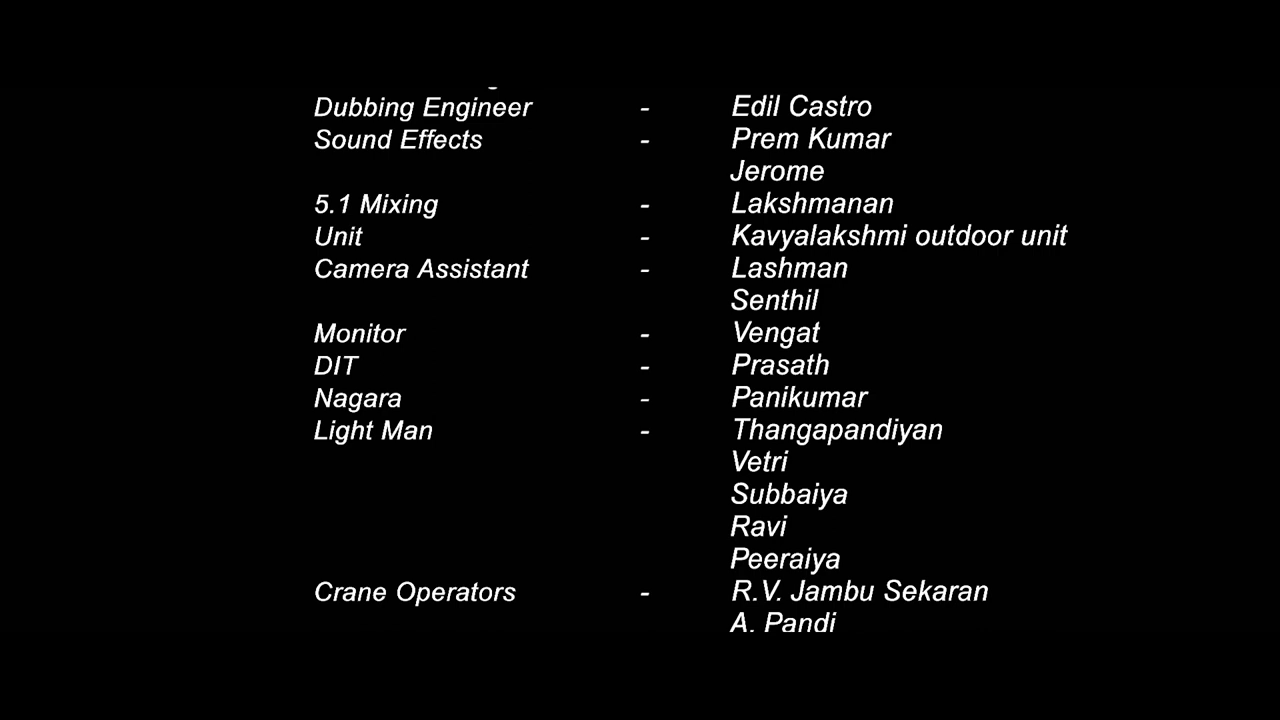 Dubbing Engineer - Edil Castro
Sound Effects - Prem Kumar
Jerome
5.1 Mixing - Lakshmanan
Unit - Kavyalakshmi outdoor unit
Camera Assistant - Lashman
Senthil
Monitor - Vengat
DIT - Prasath
Nagara - Panikumar
Light Man - Thangapandiyan
Vetri
Subbaiya
Ravi
Peeraiya
Crane Operators - R.V. Jambu Sekaran
A. Pandi